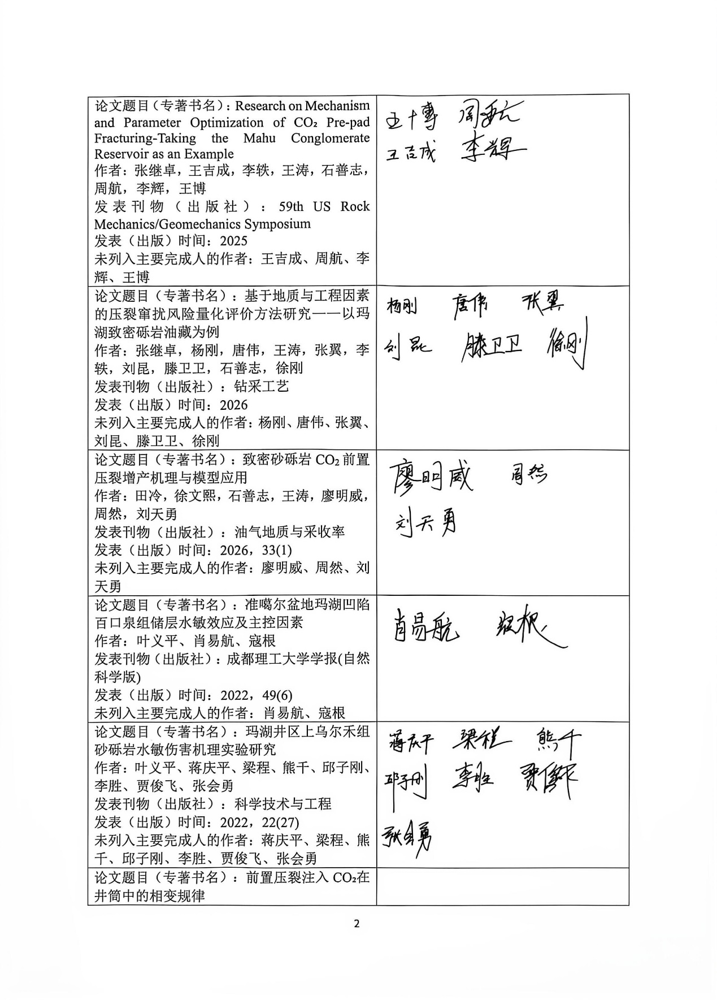 论文题目（专著书名）：Research on Mechanism
and Parameter Optimization of CO₂ Pre-pad
Fracturing-Taking the Mahu Conglomerate
Reservoir as an Example
作者：张继卓，王吉成，李轶，王涛，石善志，
周航，李辉，王博
发表刊物（出版社）：59th US Rock
Mechanics/Geomechanics Symposium
发表（出版）时间：2025
未列入主要完成人的作者：王吉成、周航、李
辉、王博
王博 周航
王吉成 李辉
论文题目（专著书名）：基于地质与工程因素
的压裂窜扰风险量化评价方法研究——以玛
湖致密砾岩油藏为例
作者：张继卓，杨刚，唐伟，王涛，张翼，李
轶，刘昆，滕卫卫，石善志，徐刚
发表刊物（出版社）：钻采工艺
发表（出版）时间：2026
未列入主要完成人的作者：杨刚、唐伟、张翼、
刘昆、滕卫卫、徐刚
杨刚 唐伟 张翼
刘昆 滕卫卫 徐刚
论文题目（专著书名）：致密砂砾岩 CO₂ 前置
压裂增产机理与模型应用
作者：田冷，徐文熙，石善志，王涛，廖明威，
周然，刘天勇
发表刊物（出版社）：油气地质与采收率
发表（出版）时间：2026，33(1)
未列入主要完成人的作者：廖明威、周然、刘
天勇
廖明威 周然
刘天勇
论文题目（专著书名）：准噶尔盆地玛湖凹陷
百口泉组储层水敏效应及主控因素
作者：叶义平、肖易航、寇根
发表刊物（出版社）：成都理工大学学报(自然
科学版)
发表（出版）时间：2022，49(6)
未列入主要完成人的作者：肖易航、寇根
肖易航 寇根
论文题目（专著书名）：玛湖井区上乌尔禾组
砂砾岩水敏伤害机理实验研究
作者：叶义平、蒋庆平、梁程、熊千、邱子刚、
李胜、贾俊飞、张会勇
发表刊物（出版社）：科学技术与工程
发表（出版）时间：2022，22(27)
未列入主要完成人的作者：蒋庆平、梁程、熊
千、邱子刚、李胜、贾俊飞、张会勇
蒋庆平 梁程 熊千
邱子刚 李胜 贾俊飞
张会勇
论文题目（专著书名）：前置压裂注入 CO₂在
井筒中的相变规律
2